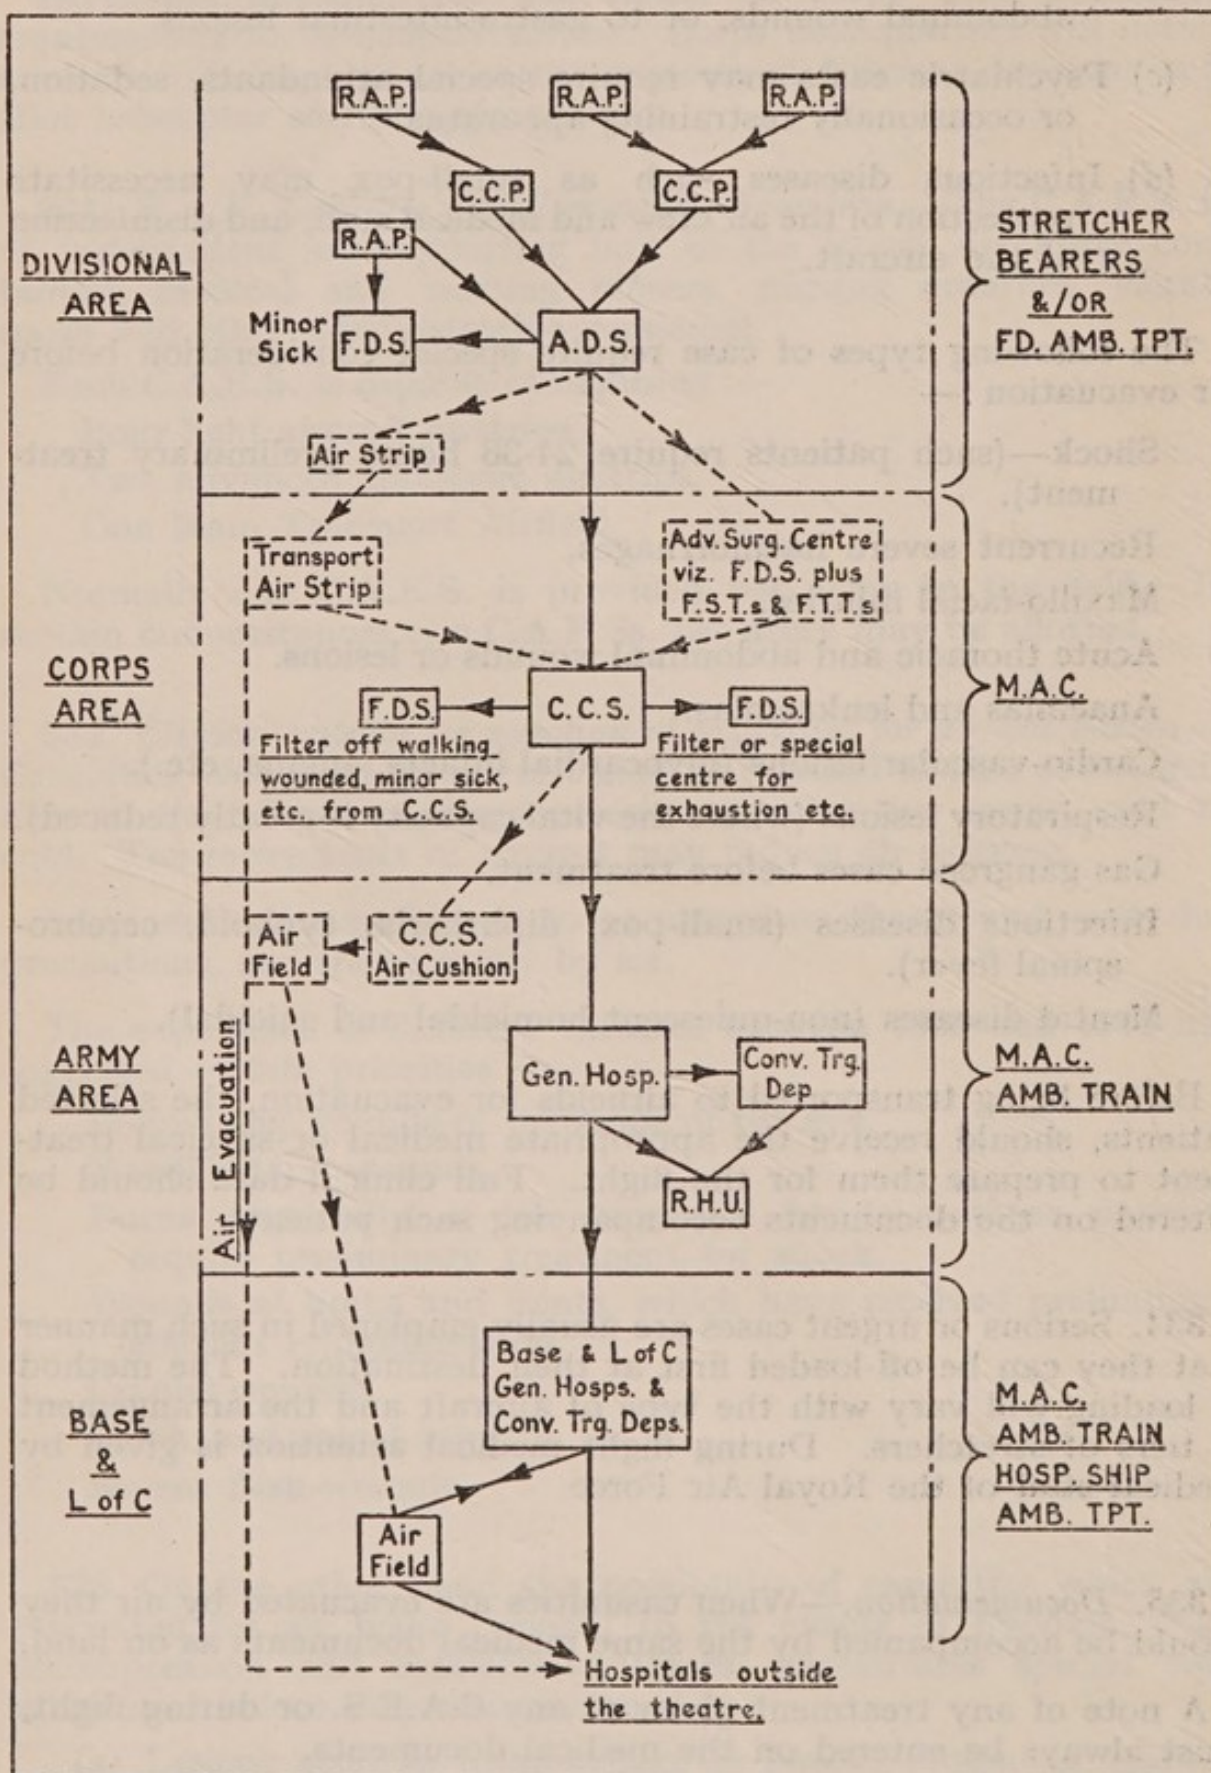 R.A.P.
R.A.P.
R.A.P.
C.C.P.
C.C.P.
R.A.P.
DIVISIONAL
AREA
STRETCHER
BEARERS
&/OR
FD. AMB. TPT.
Minor
Sick
F.D.S.
A.D.S.
Air Strip
Transport
Air Strip
Adv. Surg. Centre
viz. F.D.S. plus
F.S.T.s & F.T.T.s
CORPS
AREA
M.A.C.
F.D.S.
C.C.S.
F.D.S.
Filter off walking
wounded, minor sick,
etc. from C.C.S.
Filter or special
centre for
exhaustion etc.
Air
Field
C.C.S.
Air Cushion
ARMY
AREA
Air Evacuation
Gen. Hosp.
Conv. Trg.
Dep
R.H.U.
M.A.C.
AMB. TRAIN
BASE
&
L of C
Base & L of C
Gen. Hosps. &
Conv. Trg. Deps.
M.A.C.
AMB. TRAIN
HOSP. SHIP
AMB. TPT.
Air
Field
Hospitals outside
the theatre.